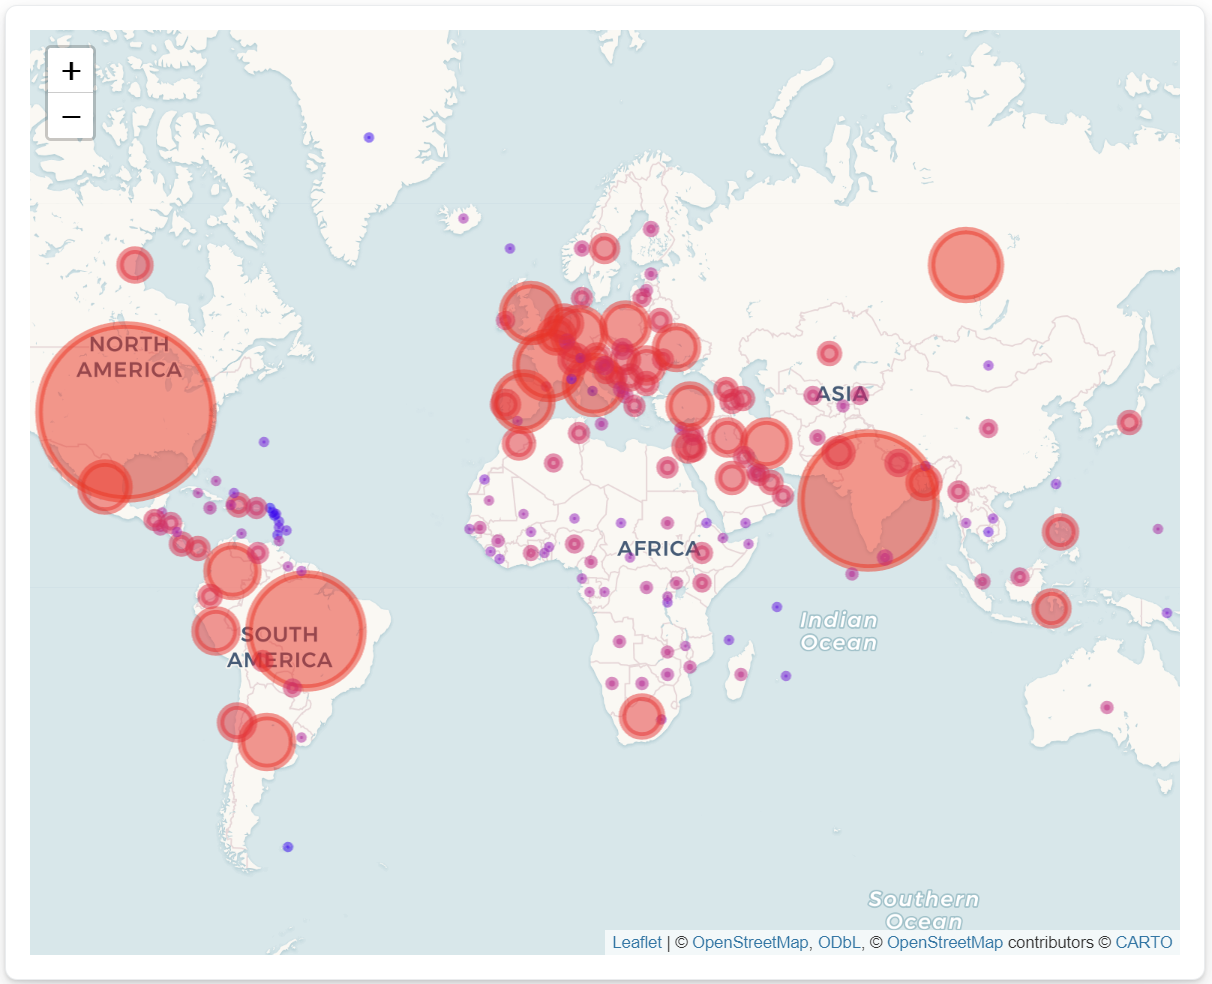 +
−
NORTH
AMERICA
ASIA
AFRICA
Indian
Ocean
SOUTH
AMERICA
Southern
Ocean
Leaflet | © OpenStreetMap, ODbL, © OpenStreetMap contributors © CARTO